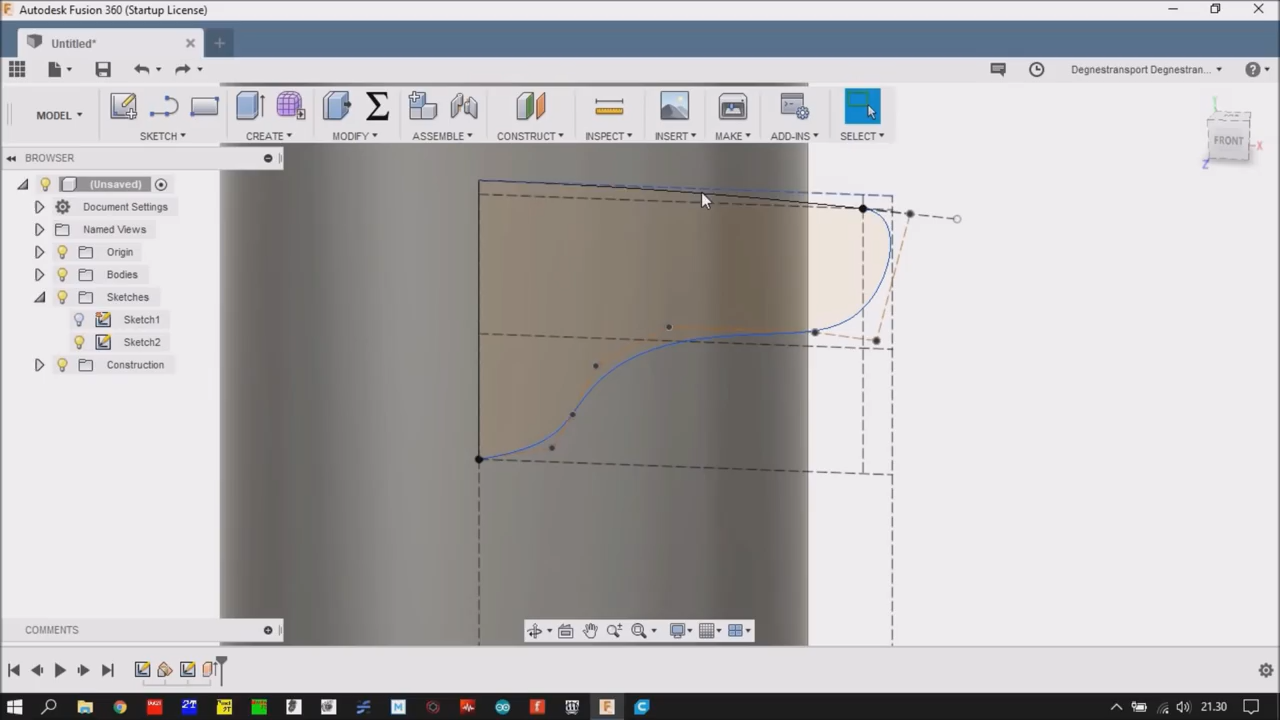 Autodesk Fusion 360 (Startup License)
Untitled*
Degnestransport Degnestran...
MODEL
SKETCH
CREATE
MODIFY
ASSEMBLE
CONSTRUCT
INSPECT
INSERT
MAKE
ADD-INS
SELECT
FRONT
X
Z
BROWSER
(Unsaved)
Document Settings
Named Views
Origin
Bodies
Sketches
Sketch1
Sketch2
Construction
COMMENTS
21.30